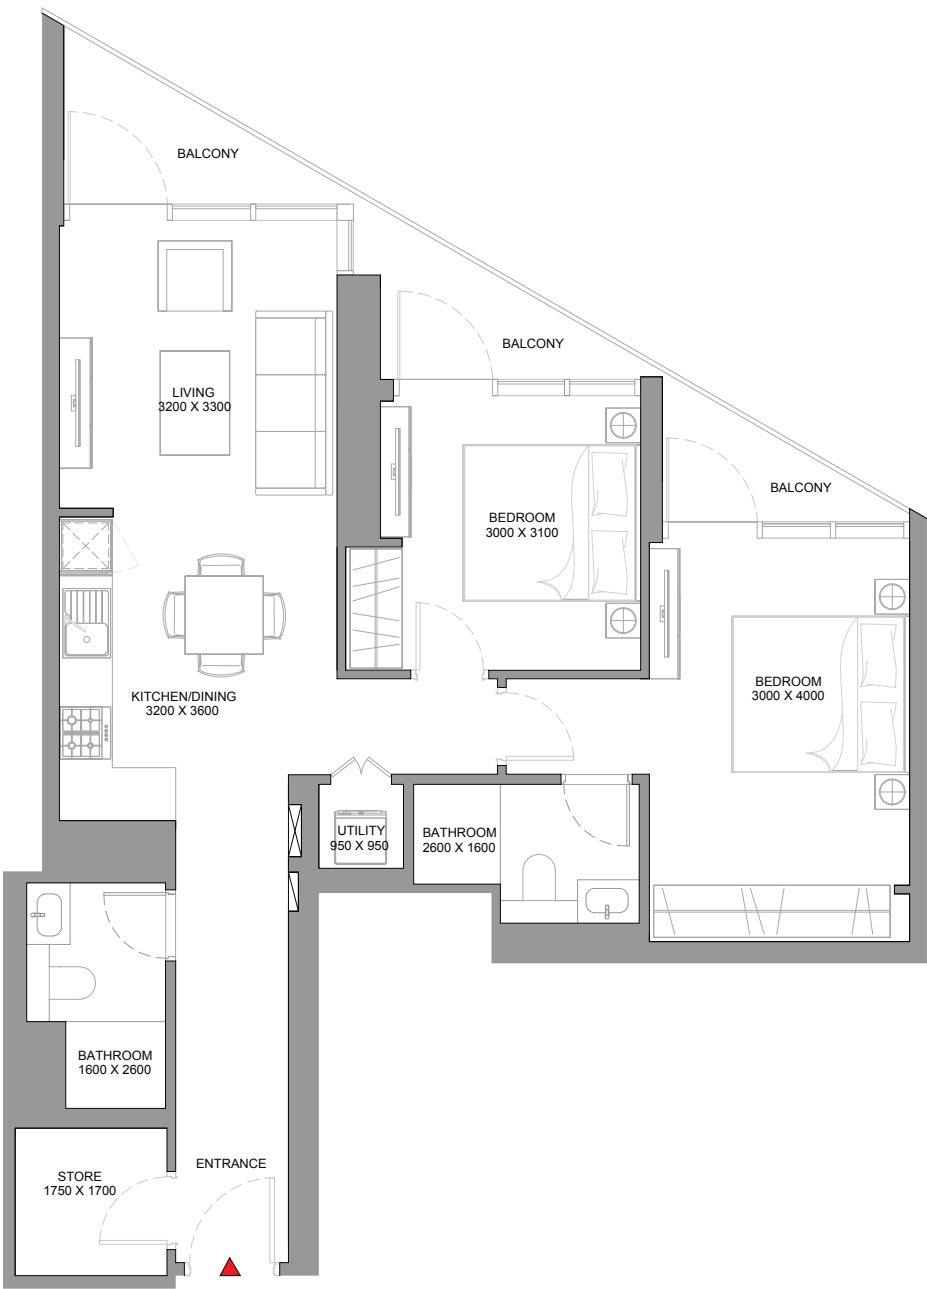 BALCONY
BALCONY
LIVING
3200 X 3300
BALCONY
BEDROOM
3000 X 3100
BEDROOM
3000 X 4000
KITCHEN/DINING
3200 X 3600
UTILITY
950 X 950
BATHROOM
2600 X 1600
BATHROOM
1600 X 2600
ENTRANCE
STORE
1750 X 1700